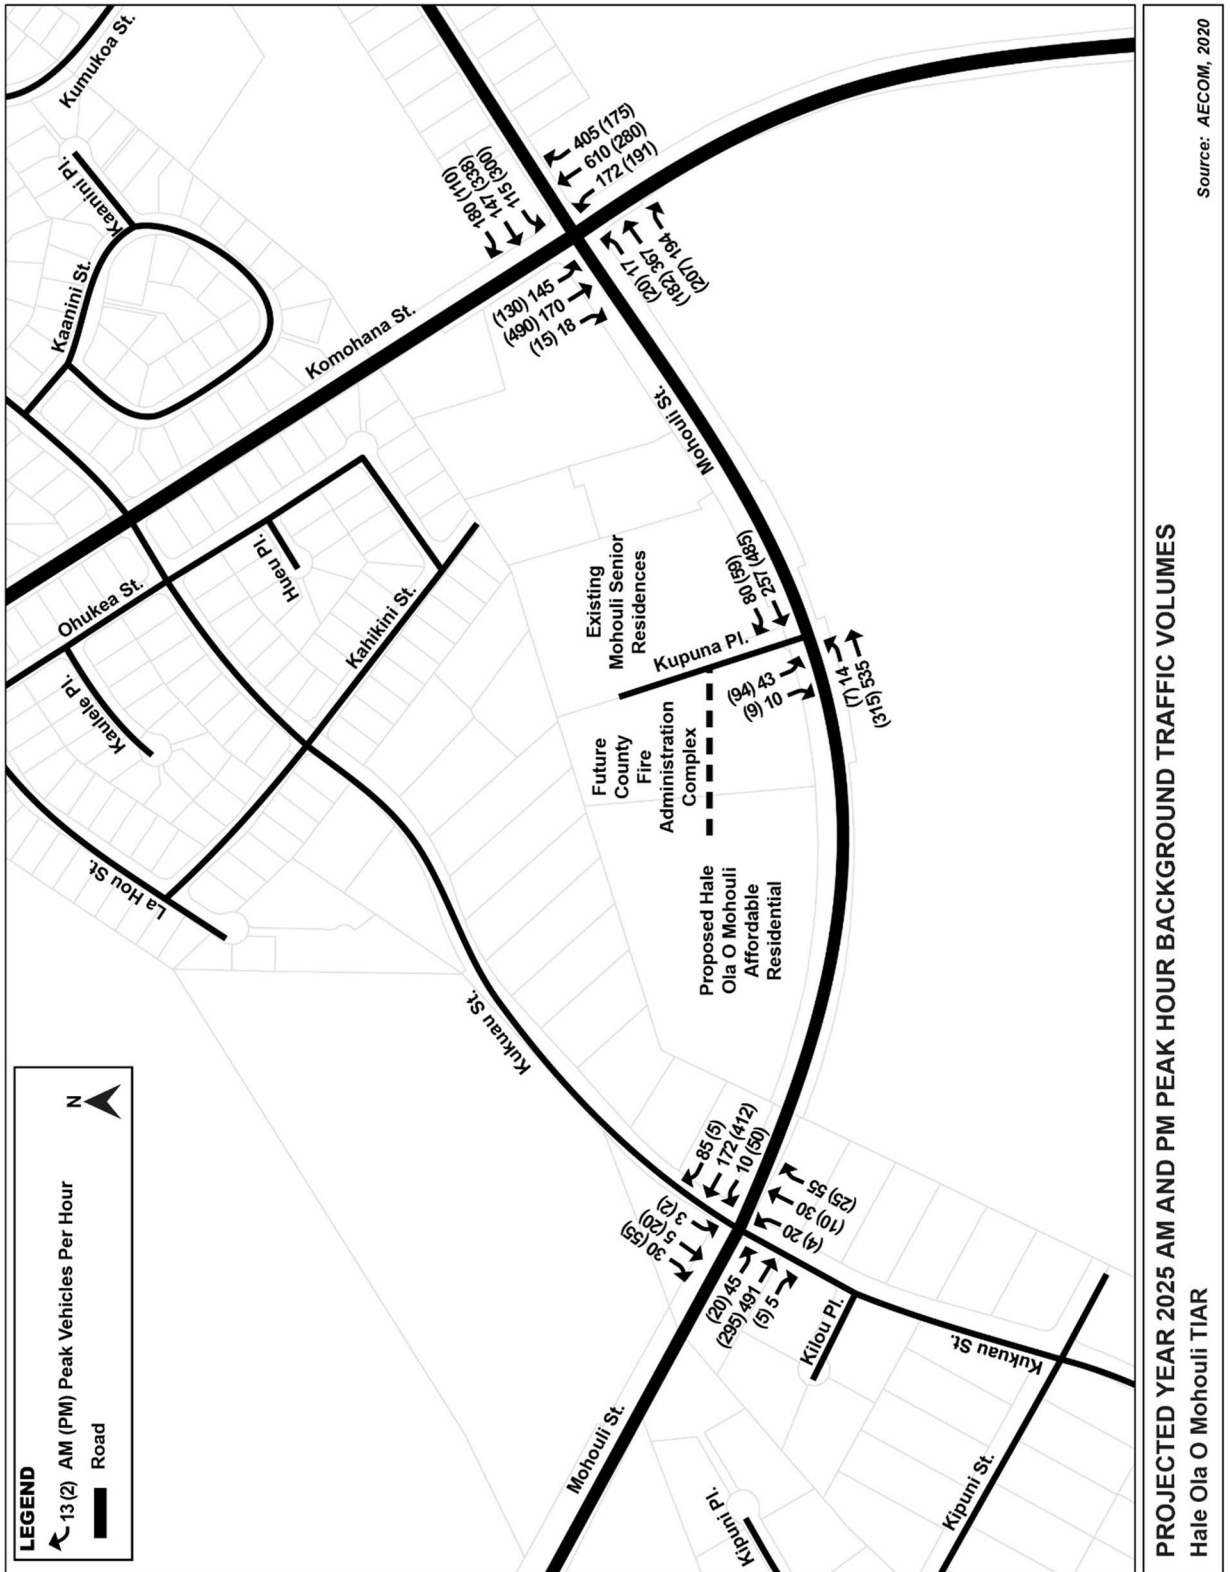 LEGEND
13 (2) AM (PM) Peak Vehicles Per Hour
Road
N
Kumukoa St.
Kaanini Pl.
Kaanini St.
Komohana St.
Ohukea St.
Hueu Pl.
Kahikini St.
Kaulele Pl.
La Hou St.
Kukuau St.
180 (110)
147 (338)
115 (300)
405 (175)
610 (280)
172 (191)
(130) 145
(490) 170
(15) 18
(20) 17
(182) 367
(207) 194
Mohouli St.
Existing
Mohouli Senior
Residences
Kupuna Pl.
80 (59)
257 (485)
(94) 43
(9) 10
(7) 14
(315) 535
Future
County
Fire
Administration
Complex
Proposed Hale
Ola O Mohouli
Affordable
Residential
30 (55)
5 (20)
3 (2)
85 (5)
172 (412)
10 (50)
(20) 45
(295) 491
(5) 5
(4) 20
(10) 30
(25) 55
Mohouli St.
Kilou Pl.
Kukuau St.
Kipuni St.
Kipuni Pl.
PROJECTED YEAR 2025 AM AND PM PEAK HOUR BACKGROUND TRAFFIC VOLUMES
Hale Ola O Mohouli TIAR
Source: AECOM, 2020